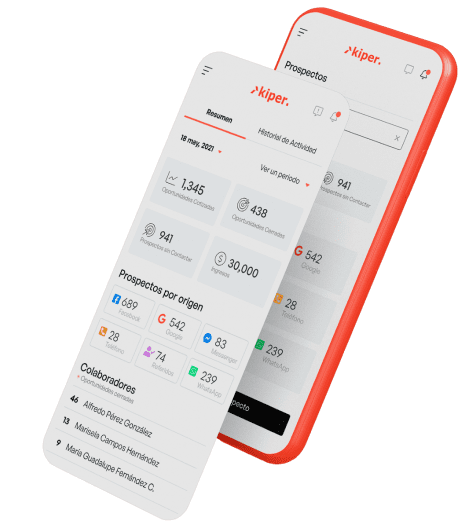 kiper.
Resumen
Historial de Actividad
18 may, 2021
Ver un periodo
1,345
Oportunidades Cotizadas
438
Oportunidades Cerradas
941
Prospectos sin Contactar
30,000
Ingresos
Prospectos por origen
689
Facebook
542
Google
83
Messenger
28
Teléfono
74
Referidos
239
WhatsApp
Colaboradores
Oportunidades cerradas
46 Alfredo Pérez González
13 Marisela Campos Hernández
9 María Guadalupe Fernández C.
kiper.
Prospectos
941
Prospectos sin Contactar
542
Google
28
Teléfono
239
WhatsApp